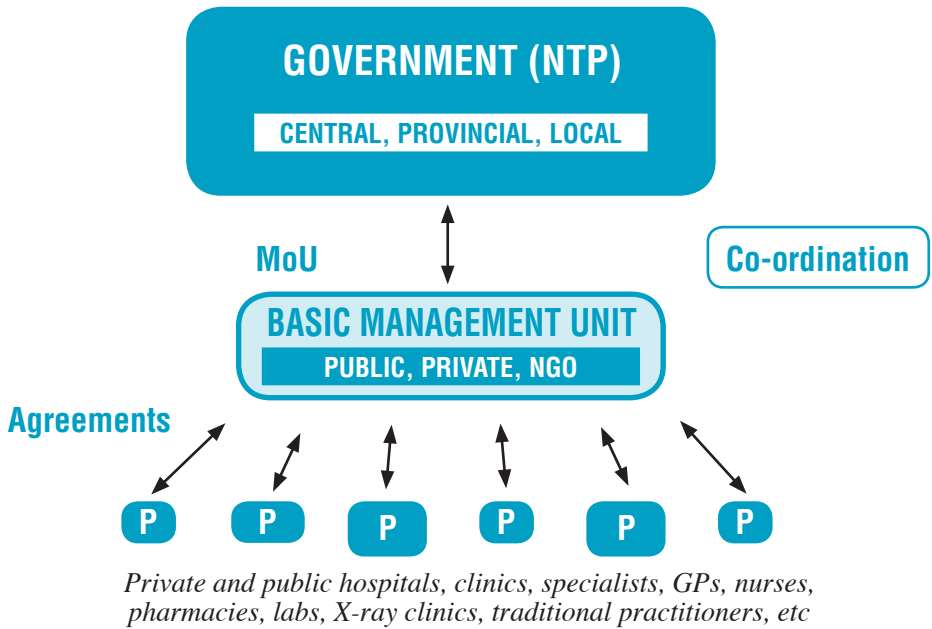 GOVERNMENT (NTP)
CENTRAL, PROVINCIAL, LOCAL
MoU
Co-ordination
BASIC MANAGEMENT UNIT
PUBLIC, PRIVATE, NGO
Agreements
P P P P P P
Private and public hospitals, clinics, specialists, GPs, nurses,
pharmacies, labs, X-ray clinics, traditional practitioners, etc